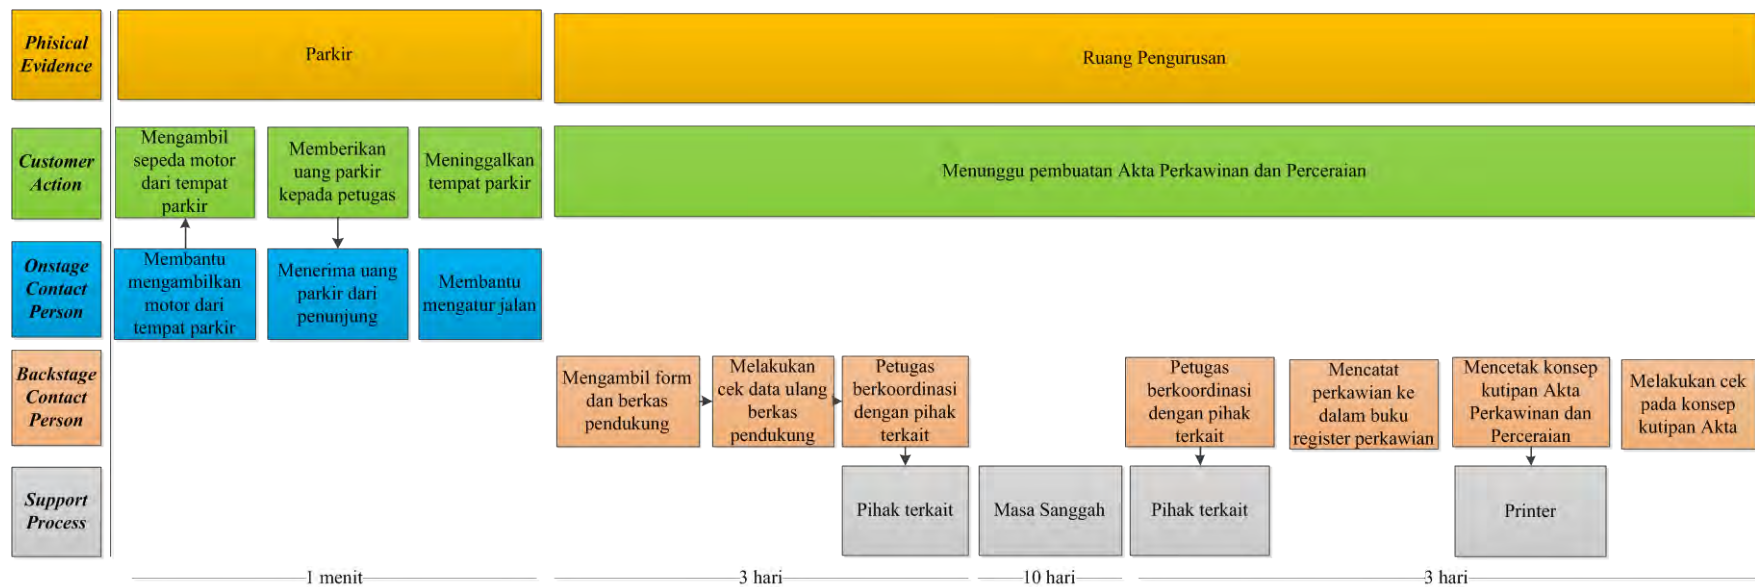 Phisical
Evidence
Parkir
Ruang Pengurusan
Customer
Action
Mengambil
sepeda motor
dari tempat
parkir
Memberikan
uang parkir
kepada petugas
Meninggalkan
tempat parkir
Menunggu pembuatan Akta Perkawinan dan Perceraian
Onstage
Contact
Person
Membantu
mengambilkan
motor dari
tempat parkir
Menerima uang
parkir dari
penunjung
Membantu
mengatur jalan
Backstage
Contact
Person
Mengambil form
dan berkas
pendukung
Melakukan
cek data ulang
berkas
pendukung
Petugas
berkoordinasi
dengan pihak
terkait
Petugas
berkoordinasi
dengan pihak
terkait
Mencatat
perkawian ke
dalam buku
register perkawian
Mencetak konsep
kutipan Akta
Perkawinan dan
Perceraian
Melakukan cek
pada konsep
kutipan Akta
Support
Process
Pihak terkait
Masa Sanggah
Pihak terkait
Printer
1 menit
3 hari
10 hari
3 hari